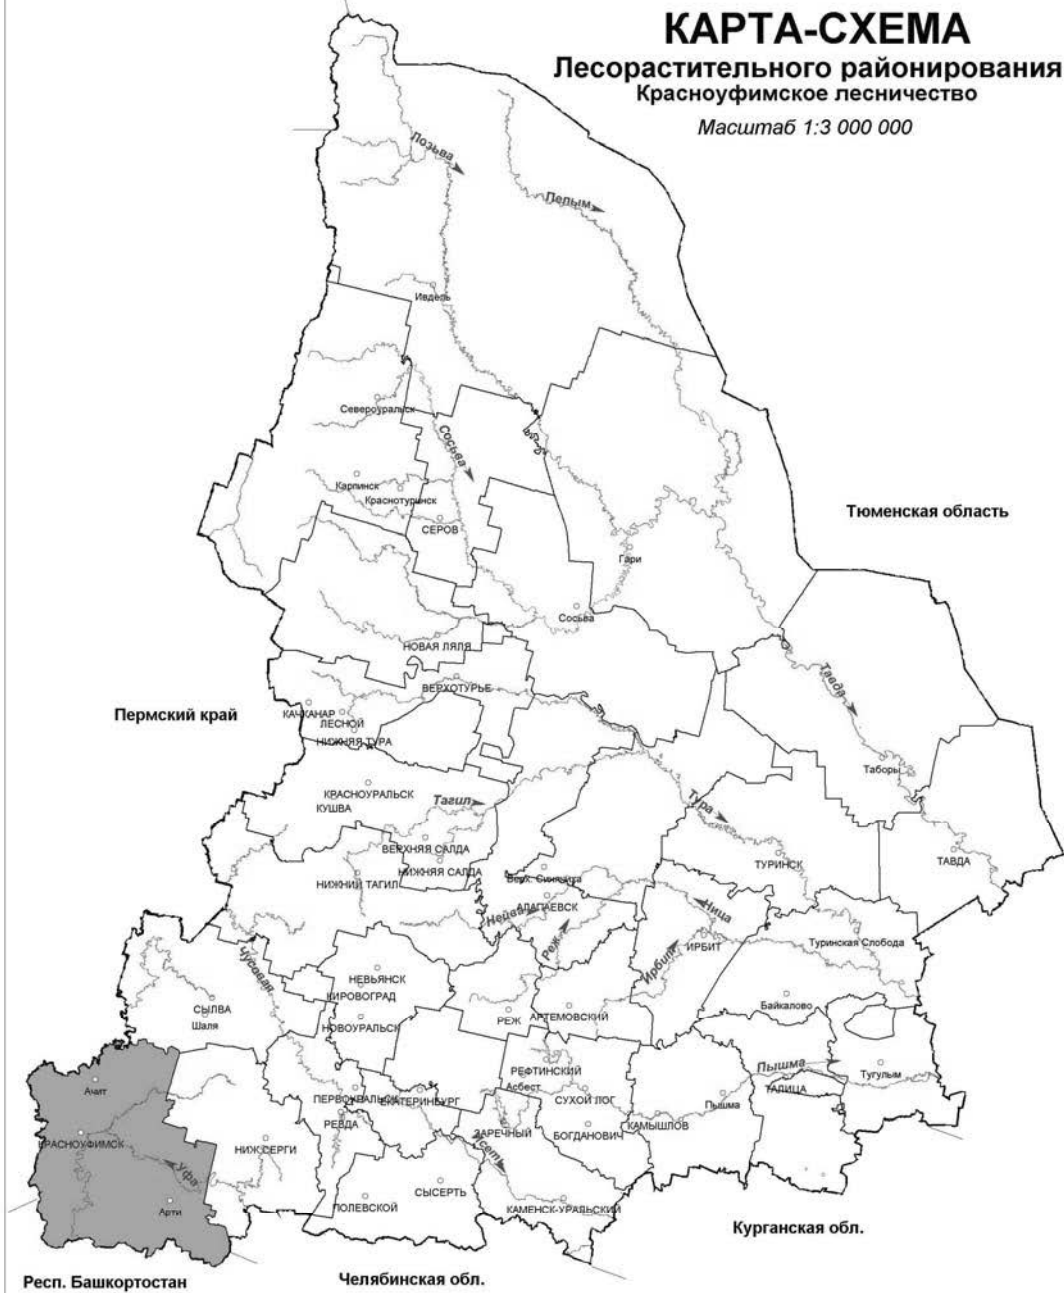 КАРТА-СХЕМА
Лесорастительного районирования
Красноуфимское лесничество
Масштаб 1:3 000 000
Лозьва
Пелым
Ивдель
Североуральск
Сосьва
Карпинск
Краснотурьинск
СЕРОВ
Тюменская область
Гари
Сосьва
НОВАЯ ЛЯЛЯ
ВЕРХОТУРЬЕ
Тавда
Пермский край
КАЧКАНАР
ЛЕСНОЙ
НИЖНЯЯ ТУРА
Таборы
КРАСНОУРАЛЬСК
КУШВА
Тагил
Тура
ВЕРХНЯЯ САЛДА
НИЖНЯЯ САЛДА
ТУРИНСК
ТАВДА
НИЖНИЙ ТАГИЛ
Верх. Синячиха
АЛАПАЕВСК
Нейва
Ница
Реж
Ирбит
ИРБИТ
Туринская Слобода
Чусовая
НЕВЬЯНСК
КИРОВОГРАД
Байкалово
СЫЛВА
Шаля
НОВОУРАЛЬСК
РЕЖ
АРТЕМОВСКИЙ
Пышма
РЕФТИНСКИЙ
Тугулым
Ачит
Асбест
ТАЛИЦА
ПЕРВОУРАЛЬСК
ЕКАТЕРИНБУРГ
СУХОЙ ЛОГ
Пышма
РЕВДА
ЗАРЕЧНЫЙ
БОГДАНОВИЧ
КАМЫШЛОВ
КРАСНОУФИМСК
НИЖ.СЕРГИ
Исеть
Уфа
СЫСЕРТЬ
Арти
ПОЛЕВСКОЙ
КАМЕНСК-УРАЛЬСКИЙ
Курганская обл.
Респ. Башкортостан
Челябинская обл.